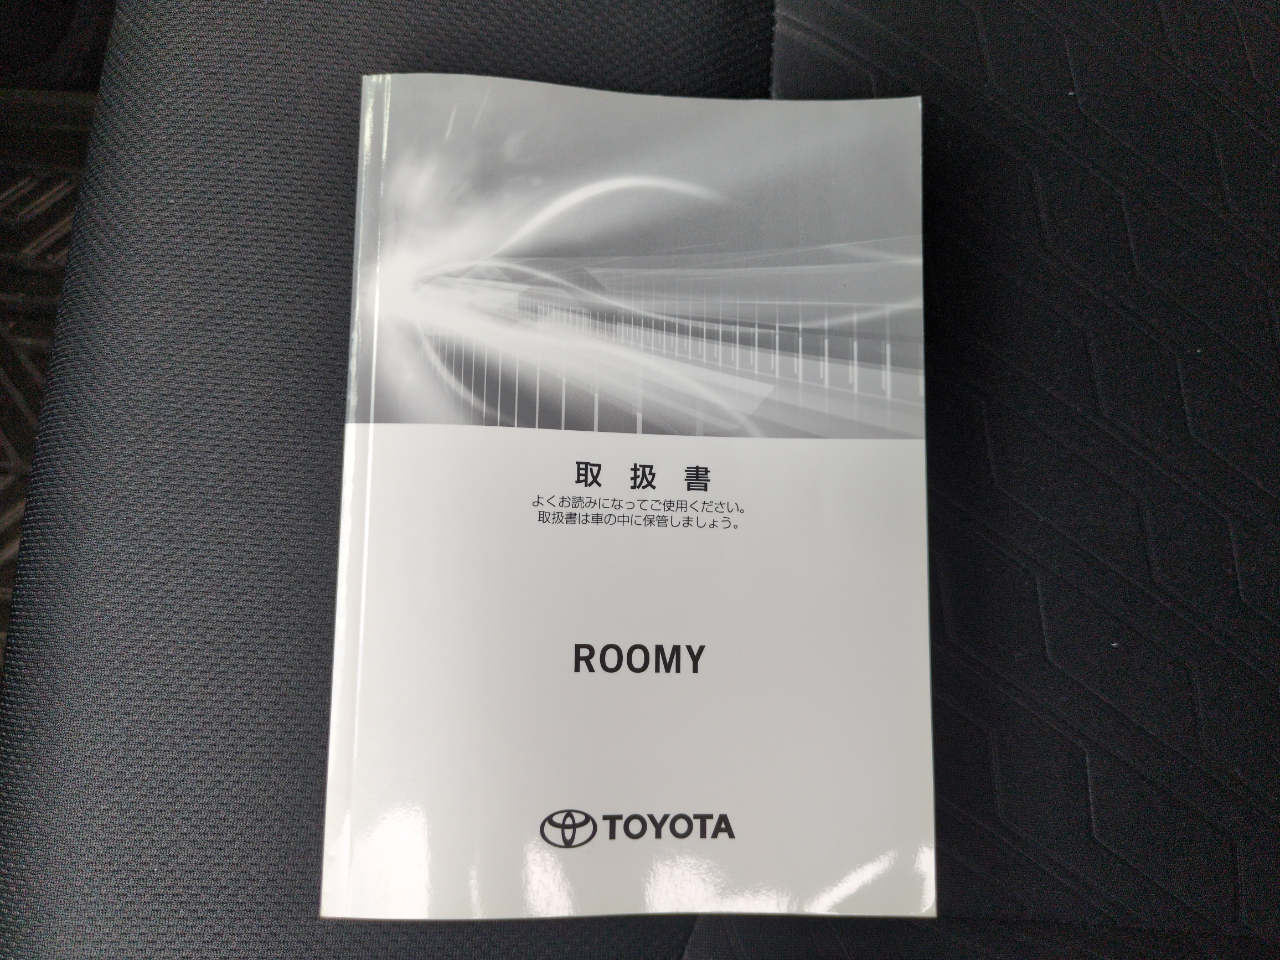 取扱書
よくお読みになってご使用ください。
取扱書は車の中に保管しましょう。
ROOMY
TOYOTA